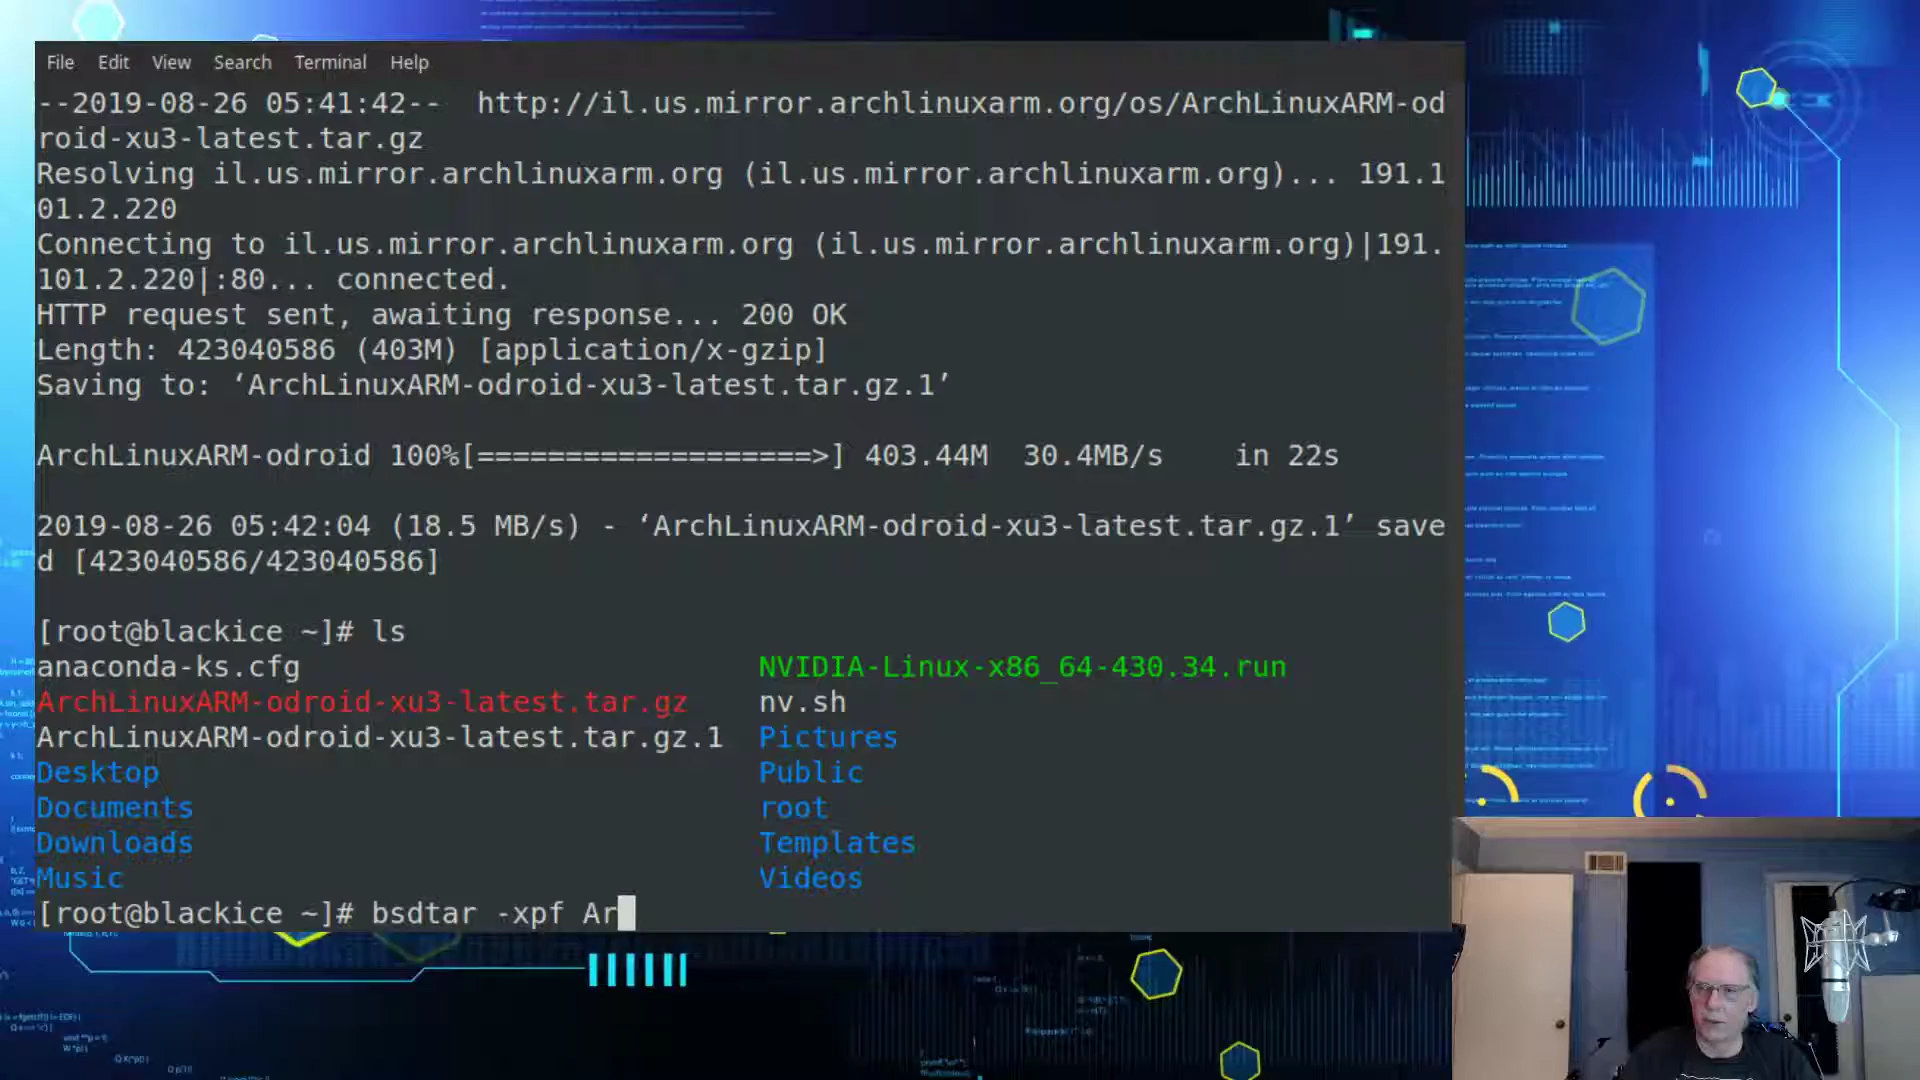 File Edit View Search Terminal Help
--2019-08-26 05:41:42--  http://il.us.mirror.archlinuxarm.org/os/ArchLinuxARM-od
roid-xu3-latest.tar.gz
Resolving il.us.mirror.archlinuxarm.org (il.us.mirror.archlinuxarm.org)... 191.1
01.2.220
Connecting to il.us.mirror.archlinuxarm.org (il.us.mirror.archlinuxarm.org)|191.
101.2.220|:80... connected.
HTTP request sent, awaiting response... 200 OK
Length: 423040586 (403M) [application/x-gzip]
Saving to: ‘ArchLinuxARM-odroid-xu3-latest.tar.gz.1’
ArchLinuxARM-odroid 100%[===================>] 403.44M  30.4MB/s    in 22s
2019-08-26 05:42:04 (18.5 MB/s) - ‘ArchLinuxARM-odroid-xu3-latest.tar.gz.1’ save
d [423040586/423040586]
[root@blackice ~]# ls
anaconda-ks.cfg NVIDIA-Linux-x86_64-430.34.run
ArchLinuxARM-odroid-xu3-latest.tar.gz nv.sh
ArchLinuxARM-odroid-xu3-latest.tar.gz.1 Pictures
Desktop Public
Documents root
Downloads Templates
Music Videos
[root@blackice ~]# bsdtar -xpf Ar